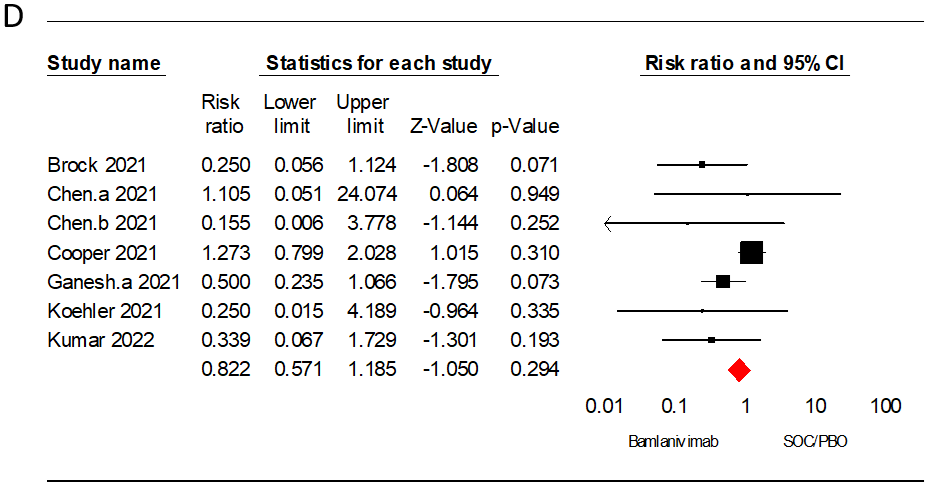 D
Study name Statistics for each study Risk ratio and 95% CI
Risk Lower Upper
ratio limit limit Z-Value p-Value
Brock 2021 0.250 0.056 1.124 -1.808 0.071
Chen.a 2021 1.105 0.051 24.074 0.064 0.949
Chen.b 2021 0.155 0.006 3.778 -1.144 0.252
Cooper 2021 1.273 0.799 2.028 1.015 0.310
Ganesh.a 2021 0.500 0.235 1.066 -1.795 0.073
Koehler 2021 0.250 0.015 4.189 -0.964 0.335
Kumar 2022 0.339 0.067 1.729 -1.301 0.193
0.822 0.571 1.185 -1.050 0.294
0.01 0.1 1 10 100
Bamlanivimab SOC/PBO